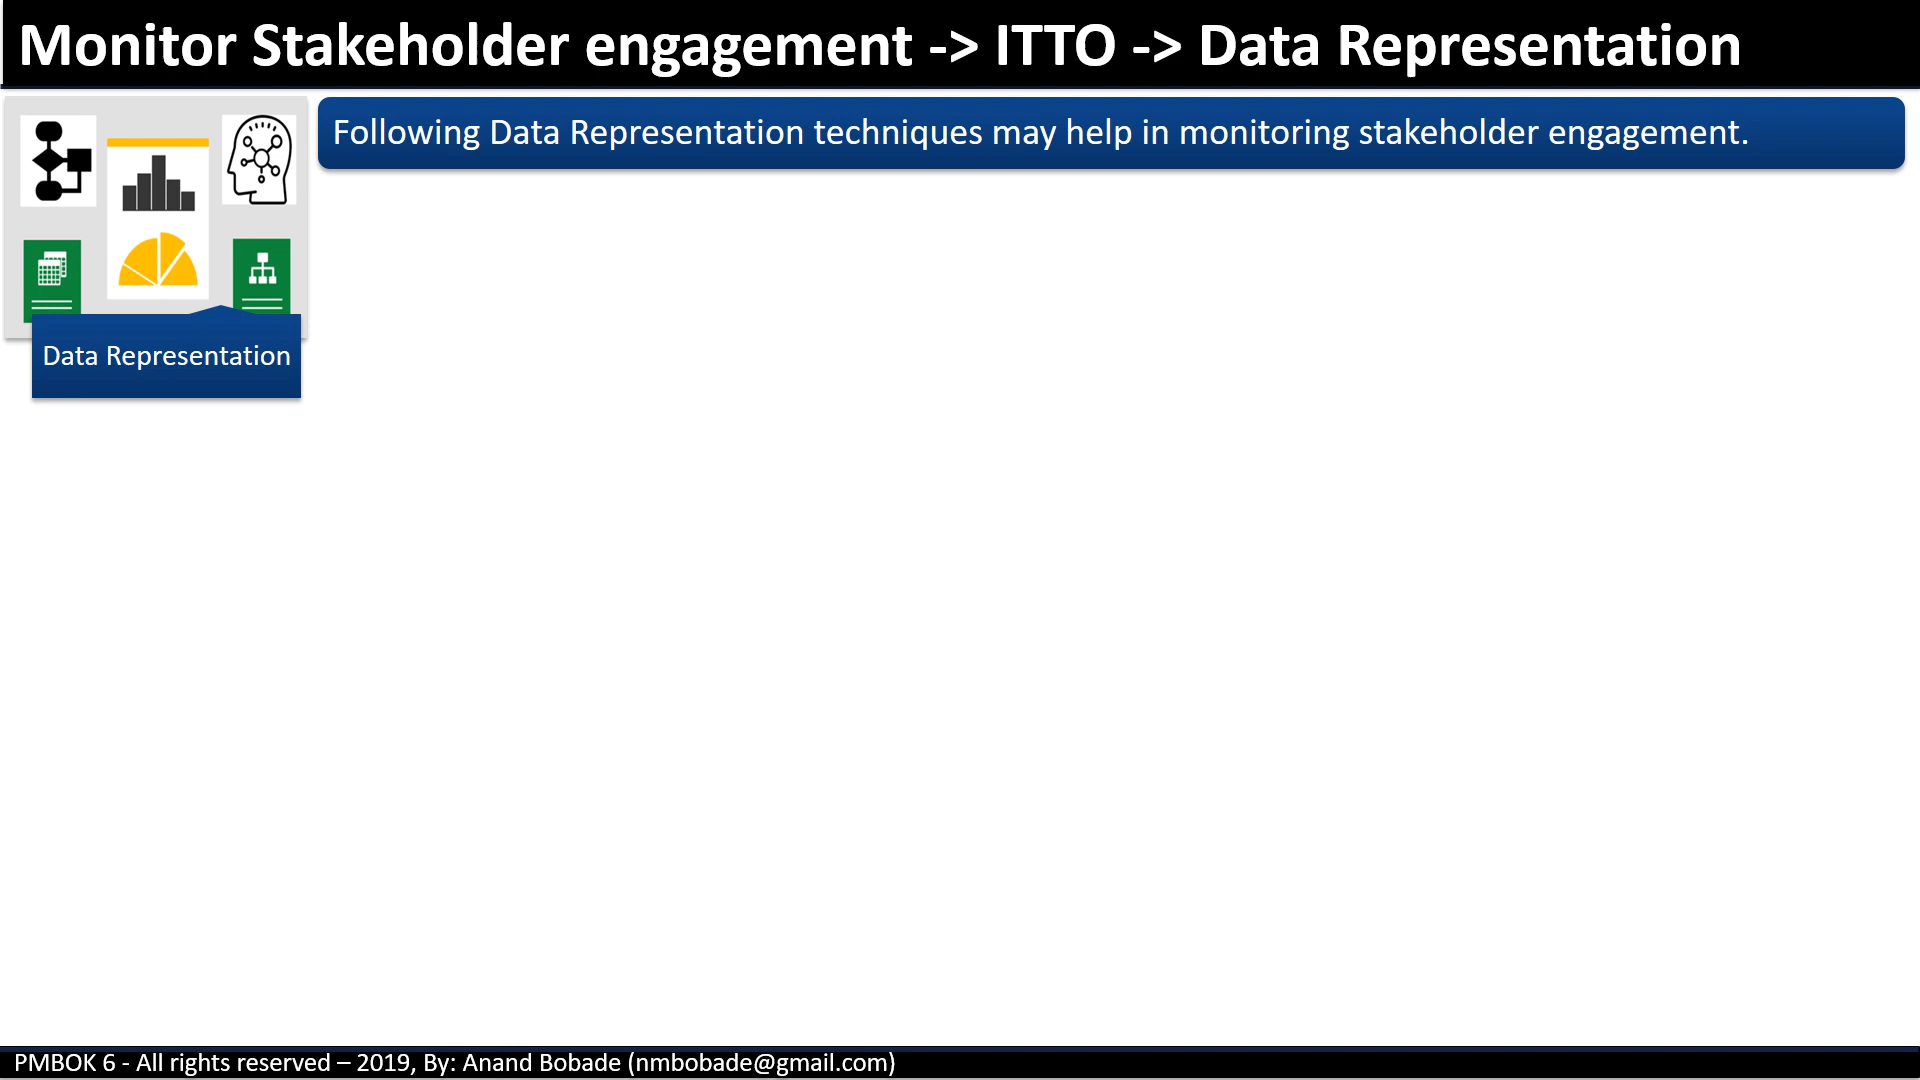 Monitor Stakeholder engagement -> ITTO -> Data Representation
Following Data Representation techniques may help in monitoring stakeholder engagement.
Data Representation
PMBOK 6 - All rights reserved – 2019, By: Anand Bobade (nmbobade@gmail.com)